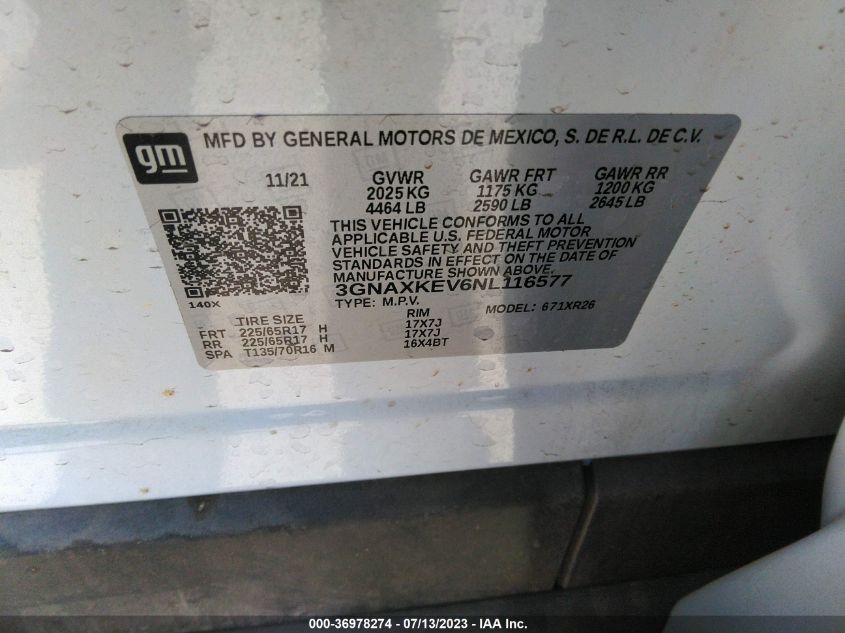 gm
MFD BY GENERAL MOTORS DE MEXICO, S. DE R.L. DE C.V.
11/21 GVWR GAWR FRT GAWR RR
2025 KG 1175 KG 1200 KG
4464 LB 2590 LB 2645 LB
THIS VEHICLE CONFORMS TO ALL
APPLICABLE U.S. FEDERAL MOTOR
VEHICLE SAFETY AND THEFT PREVENTION
STANDARDS IN EFFECT ON THE DATE OF
MANUFACTURE SHOWN ABOVE.
3GNAXKEV6NL116577
140X TYPE: M.P.V. MODEL: 671XR26
TIRE SIZE RIM
FRT 225/65R17 H 17X7J
RR 225/65R17 H 17X7J
SPA T135/70R16 M 16X4BT
000-36978274 / 07/13/2023 - IAA Inc.